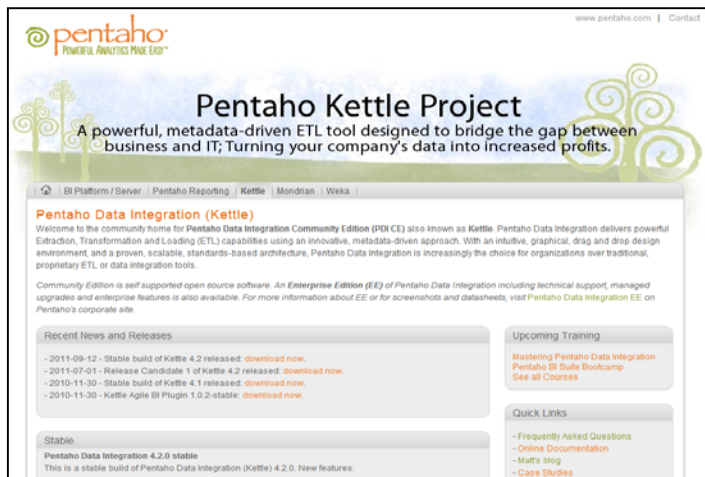 www.pentaho.com | Contact
pentaho
POWERFUL ANALYTICS MADE EASY™
Pentaho Kettle Project
A powerful, metadata-driven ETL tool designed to bridge the gap between
business and IT; Turning your company's data into increased profits.
BI Platform / Server | Pentaho Reporting | Kettle | Mondrian | Weka |
Pentaho Data Integration (Kettle)
Welcome to the community home for Pentaho Data Integration Community Edition (PDI CE) also known as Kettle. Pentaho Data Integration delivers powerful
Extraction, Transformation and Loading (ETL) capabilities using an innovative, metadata-driven approach. With an intuitive, graphical, drag and drop design
environment, and a proven, scalable, standards-based architecture, Pentaho Data Integration is increasingly the choice for organizations over traditional,
proprietary ETL or data integration tools.
Community Edition is self supported open source software. An Enterprise Edition (EE) of Pentaho Data Integration including technical support, managed
upgrades and enterprise features is also available. For more information about EE or for screenshots and datasheets, visit Pentaho Data Integration EE on
Pentaho's corporate site.
Recent News and Releases
- 2011-09-12 - Stable build of Kettle 4.2 released: download now.
- 2011-07-01 - Release Candidate 1 of Kettle 4.2 released: download now.
- 2010-11-30 - Stable build of Kettle 4.1 released: download now.
- 2010-11-30 - Kettle Agile BI Plugin 1.0.2-stable: download now.
Upcoming Training
Mastering Pentaho Data Integration
Pentaho BI Suite Bootcamp
See all Courses
Quick Links
- Frequently Asked Questions
- Online Documentation
- Matt's blog
- Case Studies
Stable
Pentaho Data Integration 4.2.0 stable
This is a stable build of Pentaho Data Integration (Kettle) 4.2.0. New features: